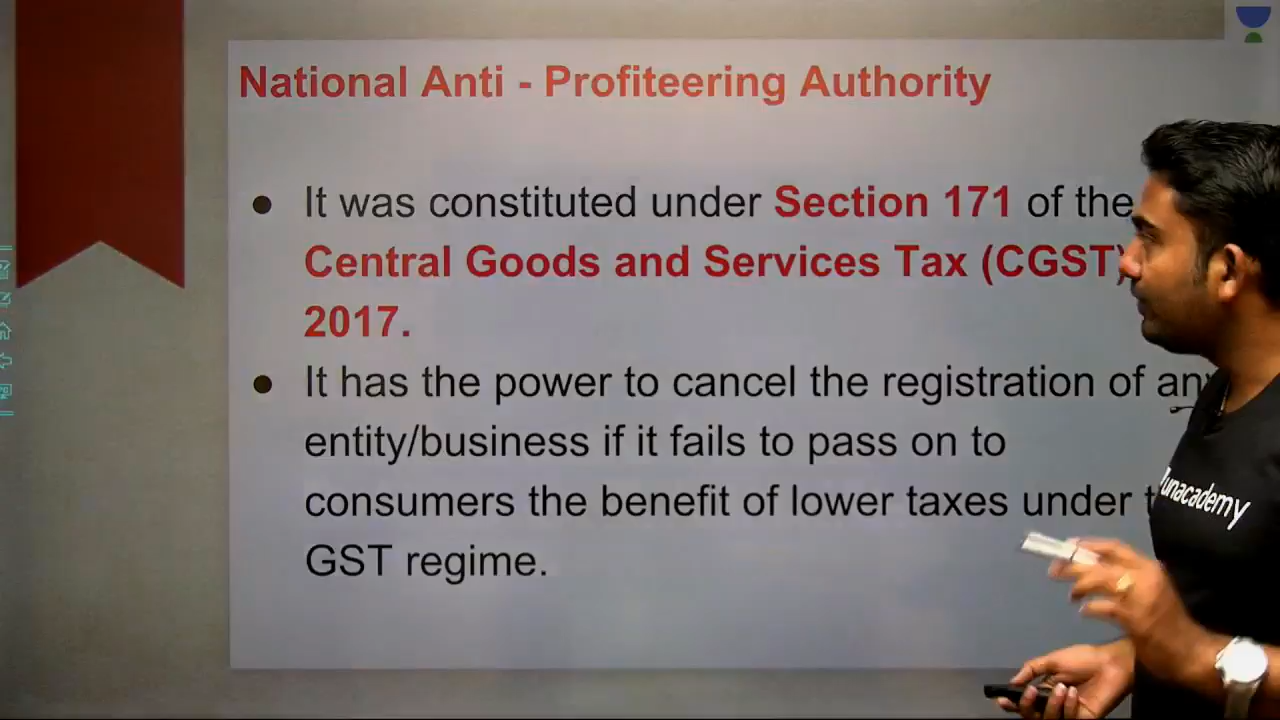 National Anti - Profiteering Authority
● It was constituted under Section 171 of the
Central Goods and Services Tax (CGST)
2017.
● It has the power to cancel the registration of any
entity/business if it fails to pass on to
consumers the benefit of lower taxes under
GST regime.
unacademy